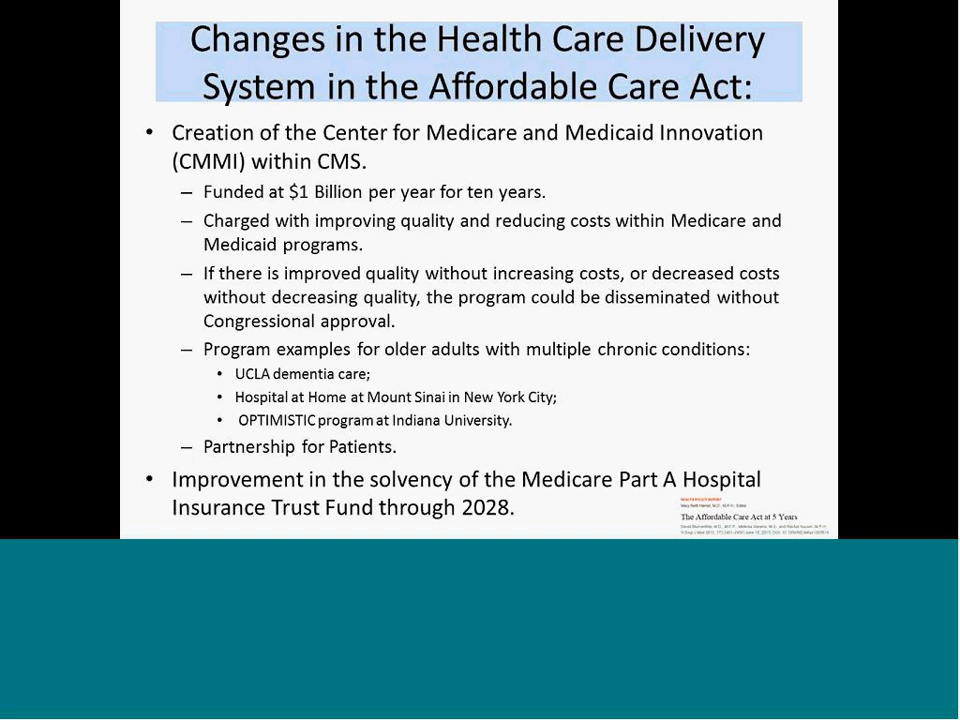 Changes in the Health Care Delivery
System in the Affordable Care Act:
• Creation of the Center for Medicare and Medicaid Innovation
(CMMI) within CMS.
– Funded at $1 Billion per year for ten years.
– Charged with improving quality and reducing costs within Medicare and
Medicaid programs.
– If there is improved quality without increasing costs, or decreased costs
without decreasing quality, the program could be disseminated without
Congressional approval.
– Program examples for older adults with multiple chronic conditions:
• UCLA dementia care;
• Hospital at Home at Mount Sinai in New York City;
• OPTIMISTIC program at Indiana University.
– Partnership for Patients.
• Improvement in the solvency of the Medicare Part A Hospital
Insurance Trust Fund through 2028.
HEALTH POLICY REPORT
The Affordable Care Act at 5 Years